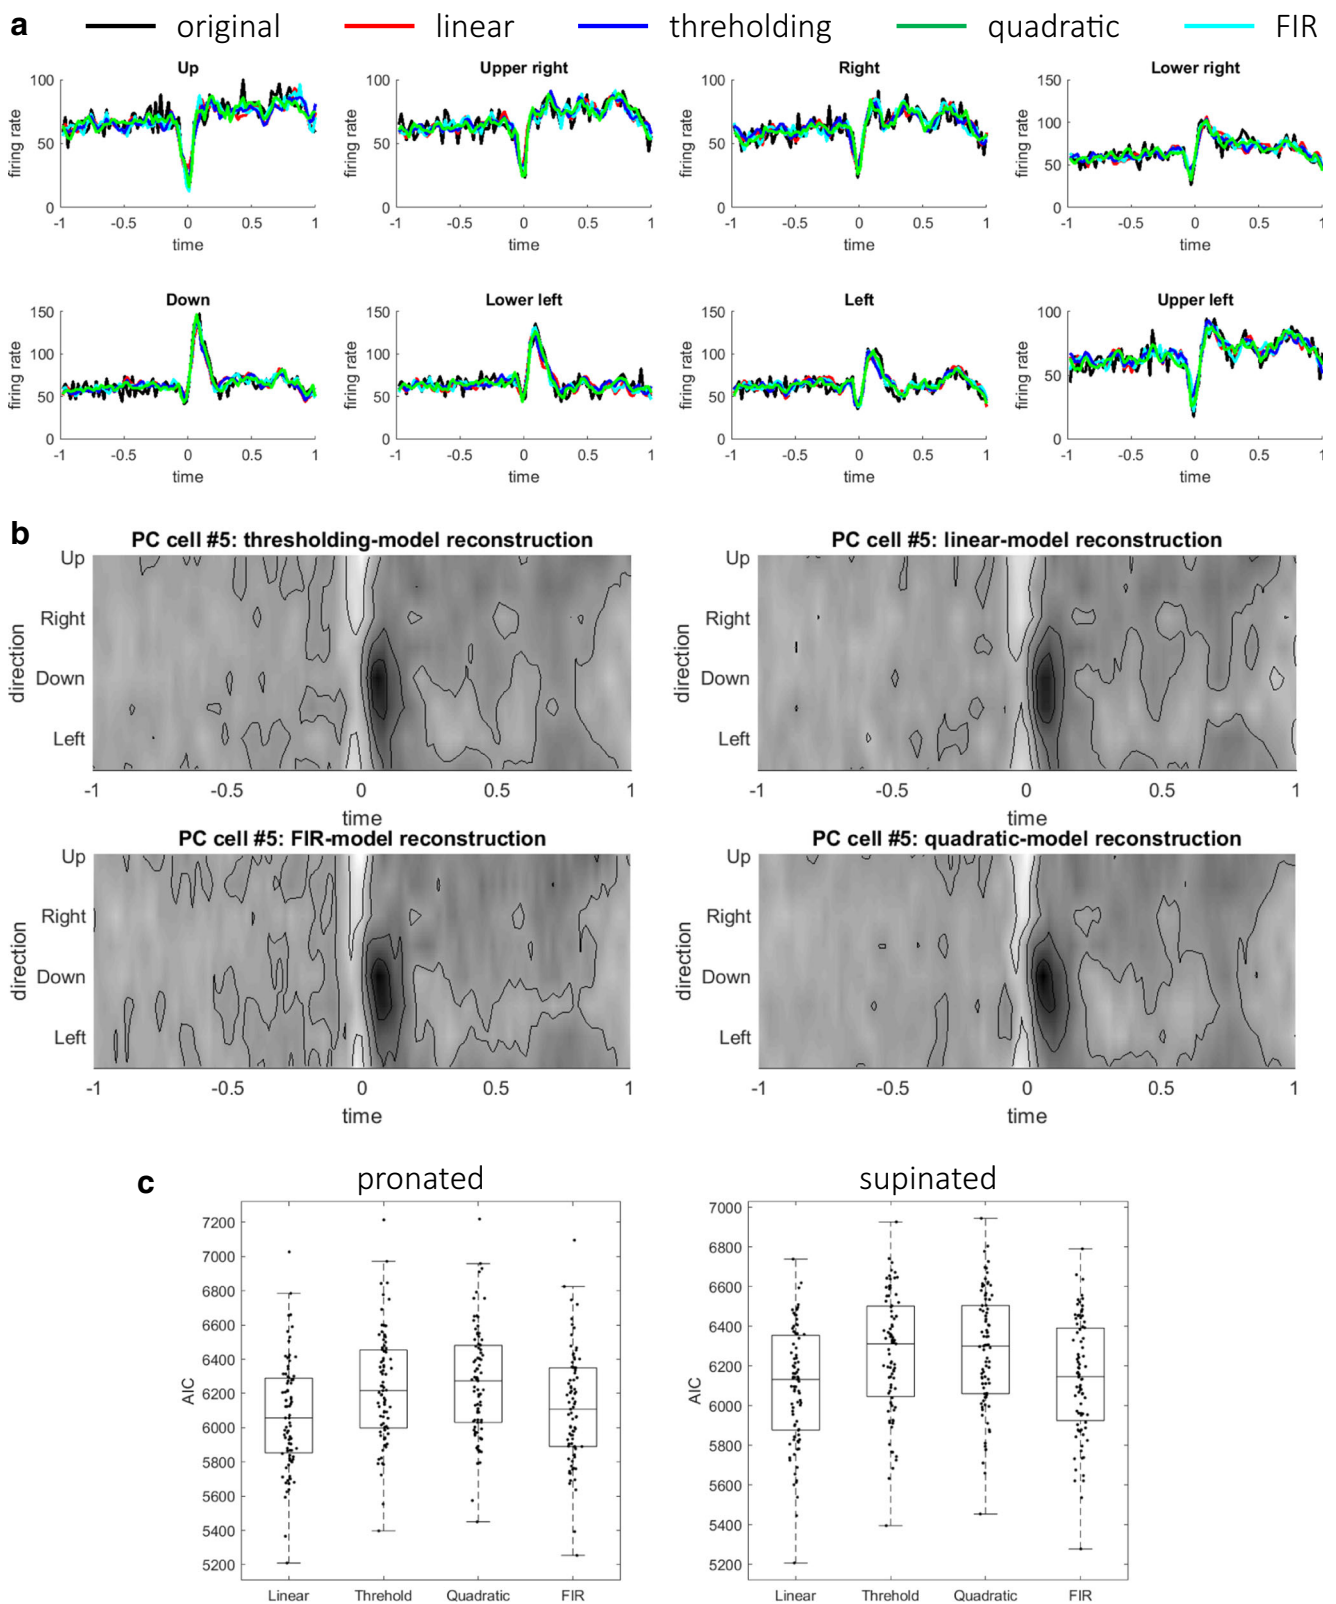 a original linear threholding quadratic FIR
Up Upper right Right Lower right
100 100 100 150
firing rate firing rate firing rate firing rate
100
50 50 50
50
0 0 0 0
-1 -0.5 0 0.5 1 -1 -0.5 0 0.5 1 -1 -0.5 0 0.5 1 -1 -0.5 0 0.5 1
time time time time
Down Lower left Left Upper left
150 150 150 100
firing rate firing rate firing rate firing rate
100 100 100
50 50 50 50
0 0 0 0
-1 -0.5 0 0.5 1 -1 -0.5 0 0.5 1 -1 -0.5 0 0.5 1 -1 -0.5 0 0.5 1
time time time time
b
PC cell #5: thresholding-model reconstruction PC cell #5: linear-model reconstruction
Up Up
Right Right
direction direction
Down Down
Left Left
-1 -0.5 0 0.5 1 -1 -0.5 0 0.5 1
time time
PC cell #5: FIR-model reconstruction PC cell #5: quadratic-model reconstruction
Up Up
Right Right
direction direction
Down Down
Left Left
-1 -0.5 0 0.5 1 -1 -0.5 0 0.5 1
time time
c pronated supinated
7200
7000
6800
6600
6400
6200
6000
5800
5600
5400
5200
AIC
Linear Threhold Quadratic FIR
7000
6800
6600
6400
6200
6000
5800
5600
5400
5200
AIC
Linear Threhold Quadratic FIR